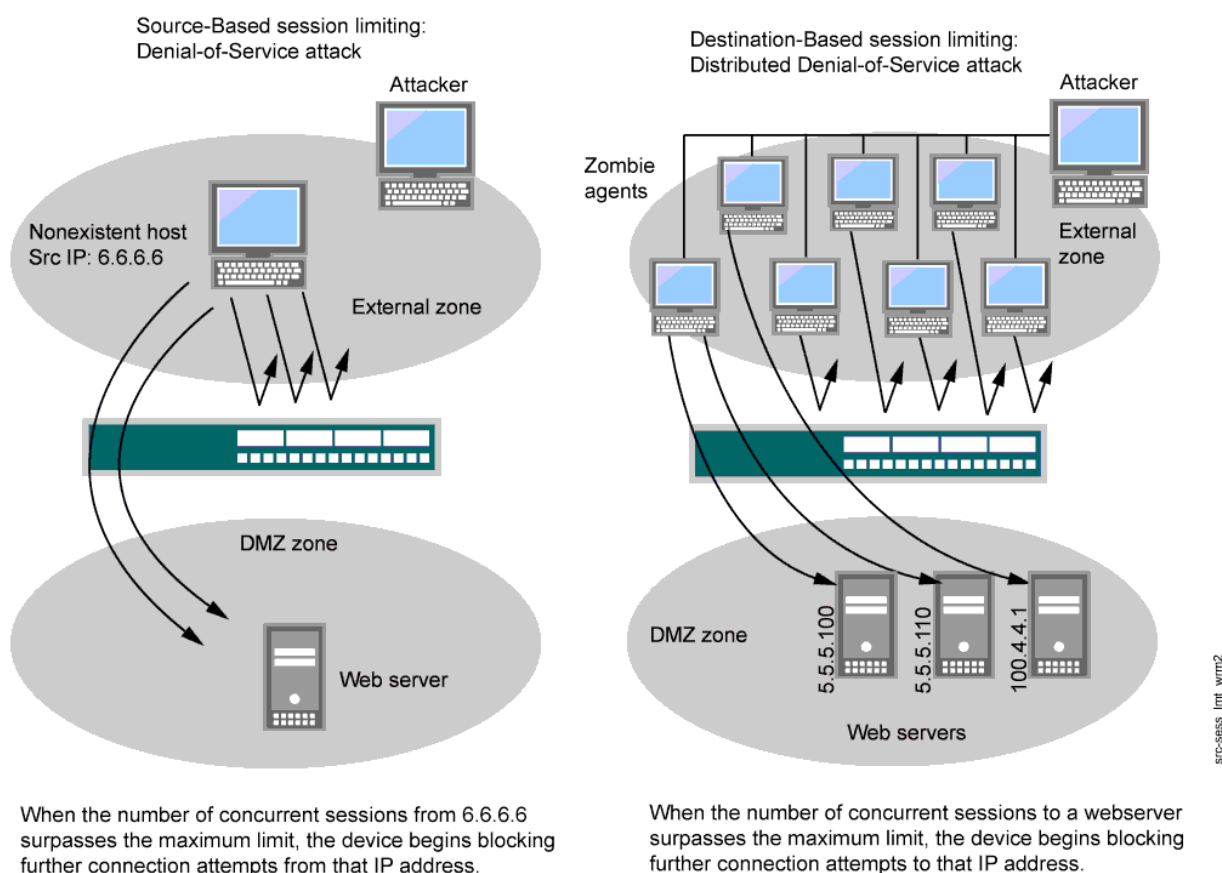 Source-Based session limiting:
Denial-of-Service attack
Attacker
Nonexistent host
Src IP: 6.6.6.6
External zone
DMZ zone
Web server
When the number of concurrent sessions from 6.6.6.6
surpasses the maximum limit, the device begins blocking
further connection attempts from that IP address.
Destination-Based session limiting:
Distributed Denial-of-Service attack
Attacker
Zombie
agents
External
zone
DMZ zone
5.5.5.100
5.5.5.110
100.4.4.1
Web servers
When the number of concurrent sessions to a webserver
surpasses the maximum limit, the device begins blocking
further connection attempts to that IP address.
src-sess_lmt_wrm2